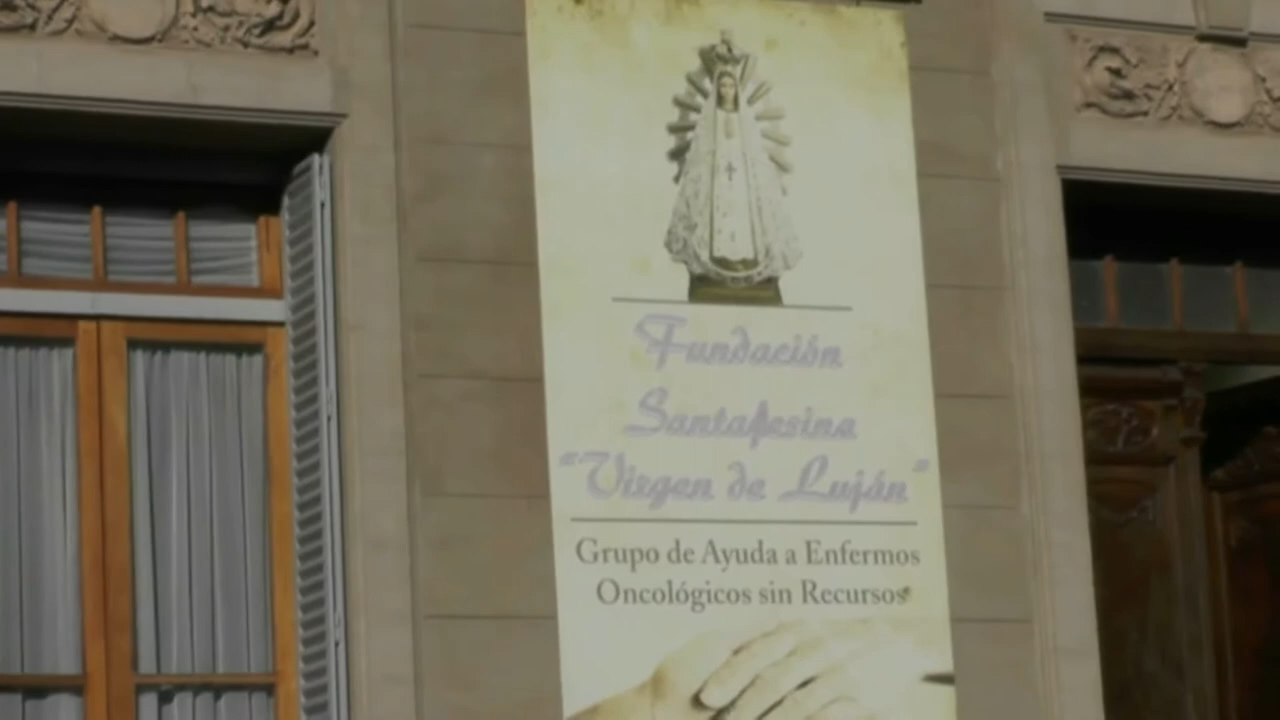 Fundación
Santafesina
“Virgen de Luján”
Grupo de Ayuda a Enfermos
Oncológicos sin Recursos